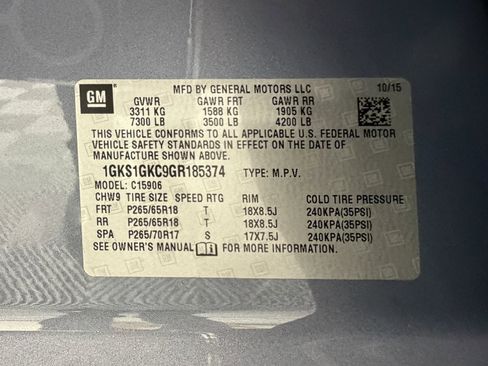 GM
MFD BY GENERAL MOTORS LLC 10/15
GVWR GAWR FRT GAWR RR
3311 KG 1588 KG 1905 KG
7300 LB 3500 LB 4200 LB
THIS VEHICLE CONFORMS TO ALL APPLICABLE U.S. FEDERAL MOTOR
VEHICLE SAFETY AND THEFT PREVENTION STANDARDS IN EFFECT ON THE DATE OF
MANUFACTURE SHOWN ABOVE.
1GKS1GKC9GR185374 TYPE: M.P.V.
MODEL: C15906
CHW9 TIRE SIZE SPEED RTG RIM COLD TIRE PRESSURE
FRT P265/65R18 T 18X8.5J 240KPA(35PSI)
RR P265/65R18 T 18X8.5J 240KPA(35PSI)
SPA P265/70R17 S 17X7.5J 240KPA(35PSI)
SEE OWNER'S MANUAL FOR MORE INFORMATION.